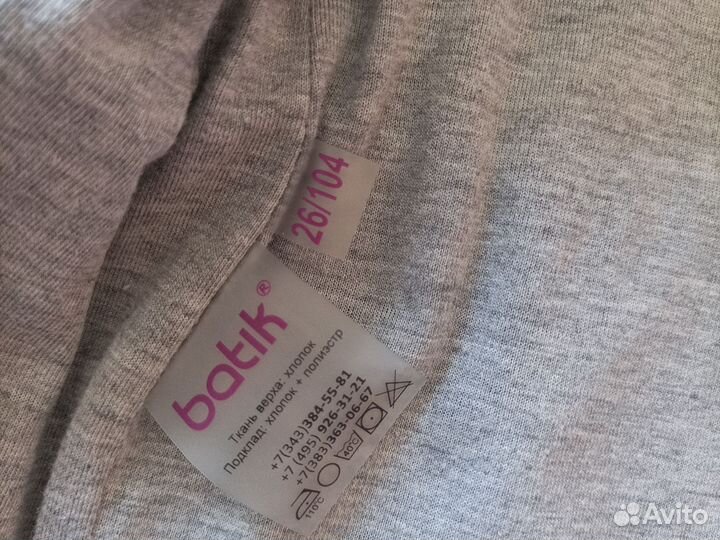 26/104
batik®
Ткань верха: хлопок
Подклад: хлопок + полиэстр
+7(343)384-55-81
+7 (495) 926-31-21
+7(383)363-06-67
110°C
40°C
Avito